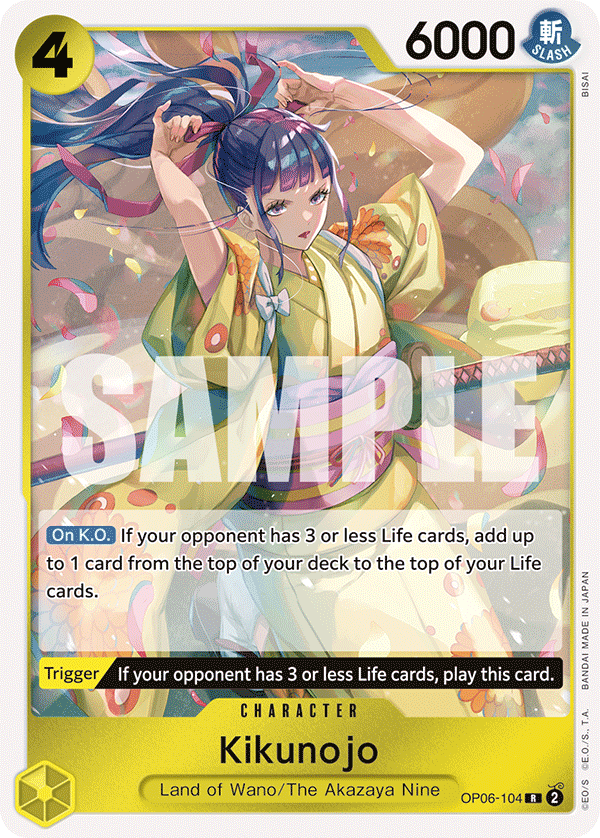 4
6000
斬
SLASH
BISAI
SAMPLE
On K.O. If your opponent has 3 or less Life cards, add up
to 1 card from the top of your deck to the top of your Life
cards.
Trigger If your opponent has 3 or less Life cards, play this card.
CHARACTER
Kikunojo
Land of Wano/The Akazaya Nine
OP06-104 R 2
©E.O/S ©E.O./S., T.A. BANDAI MADE IN JAPAN